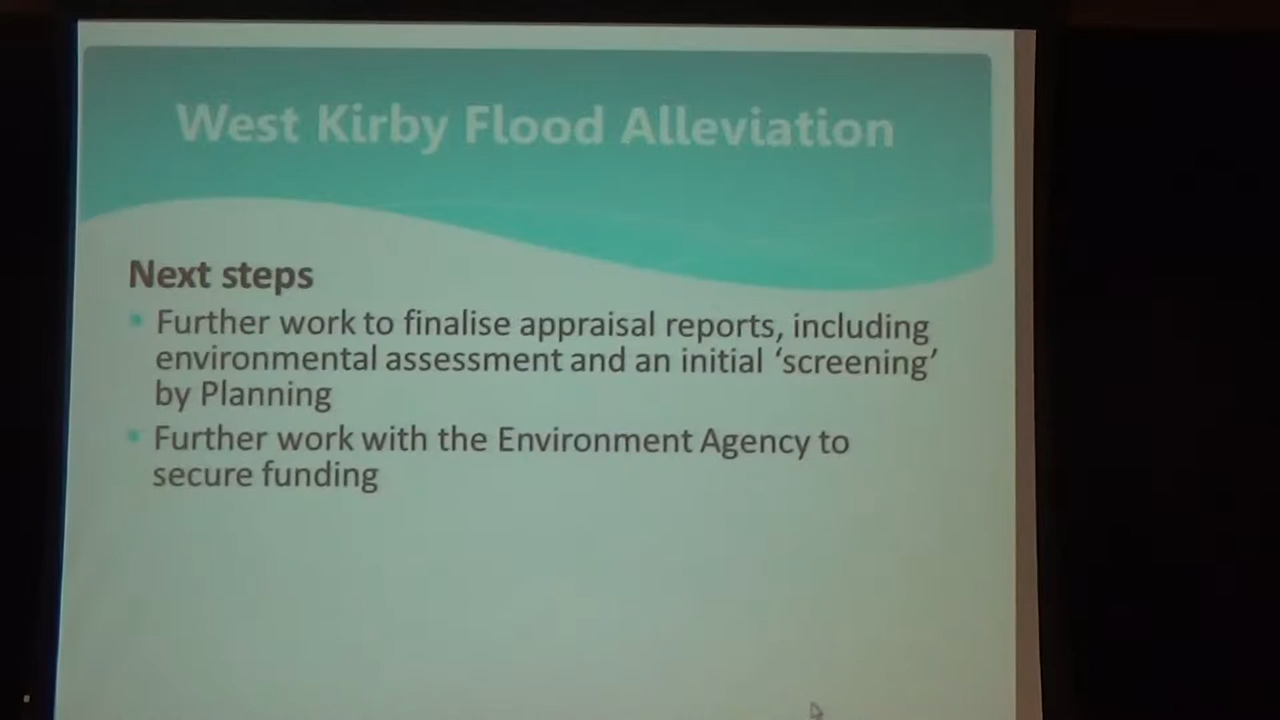 West Kirby Flood Alleviation
Next steps
Further work to finalise appraisal reports, including
environmental assessment and an initial ‘screening’
by Planning
Further work with the Environment Agency to
secure funding